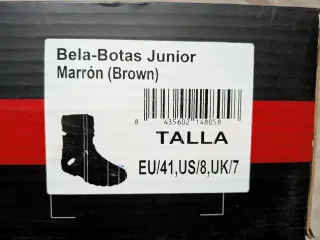 Bela-Botas Junior
Marrón (Brown)
8 435602 148058
TALLA
EU/41,US/8,UK/7